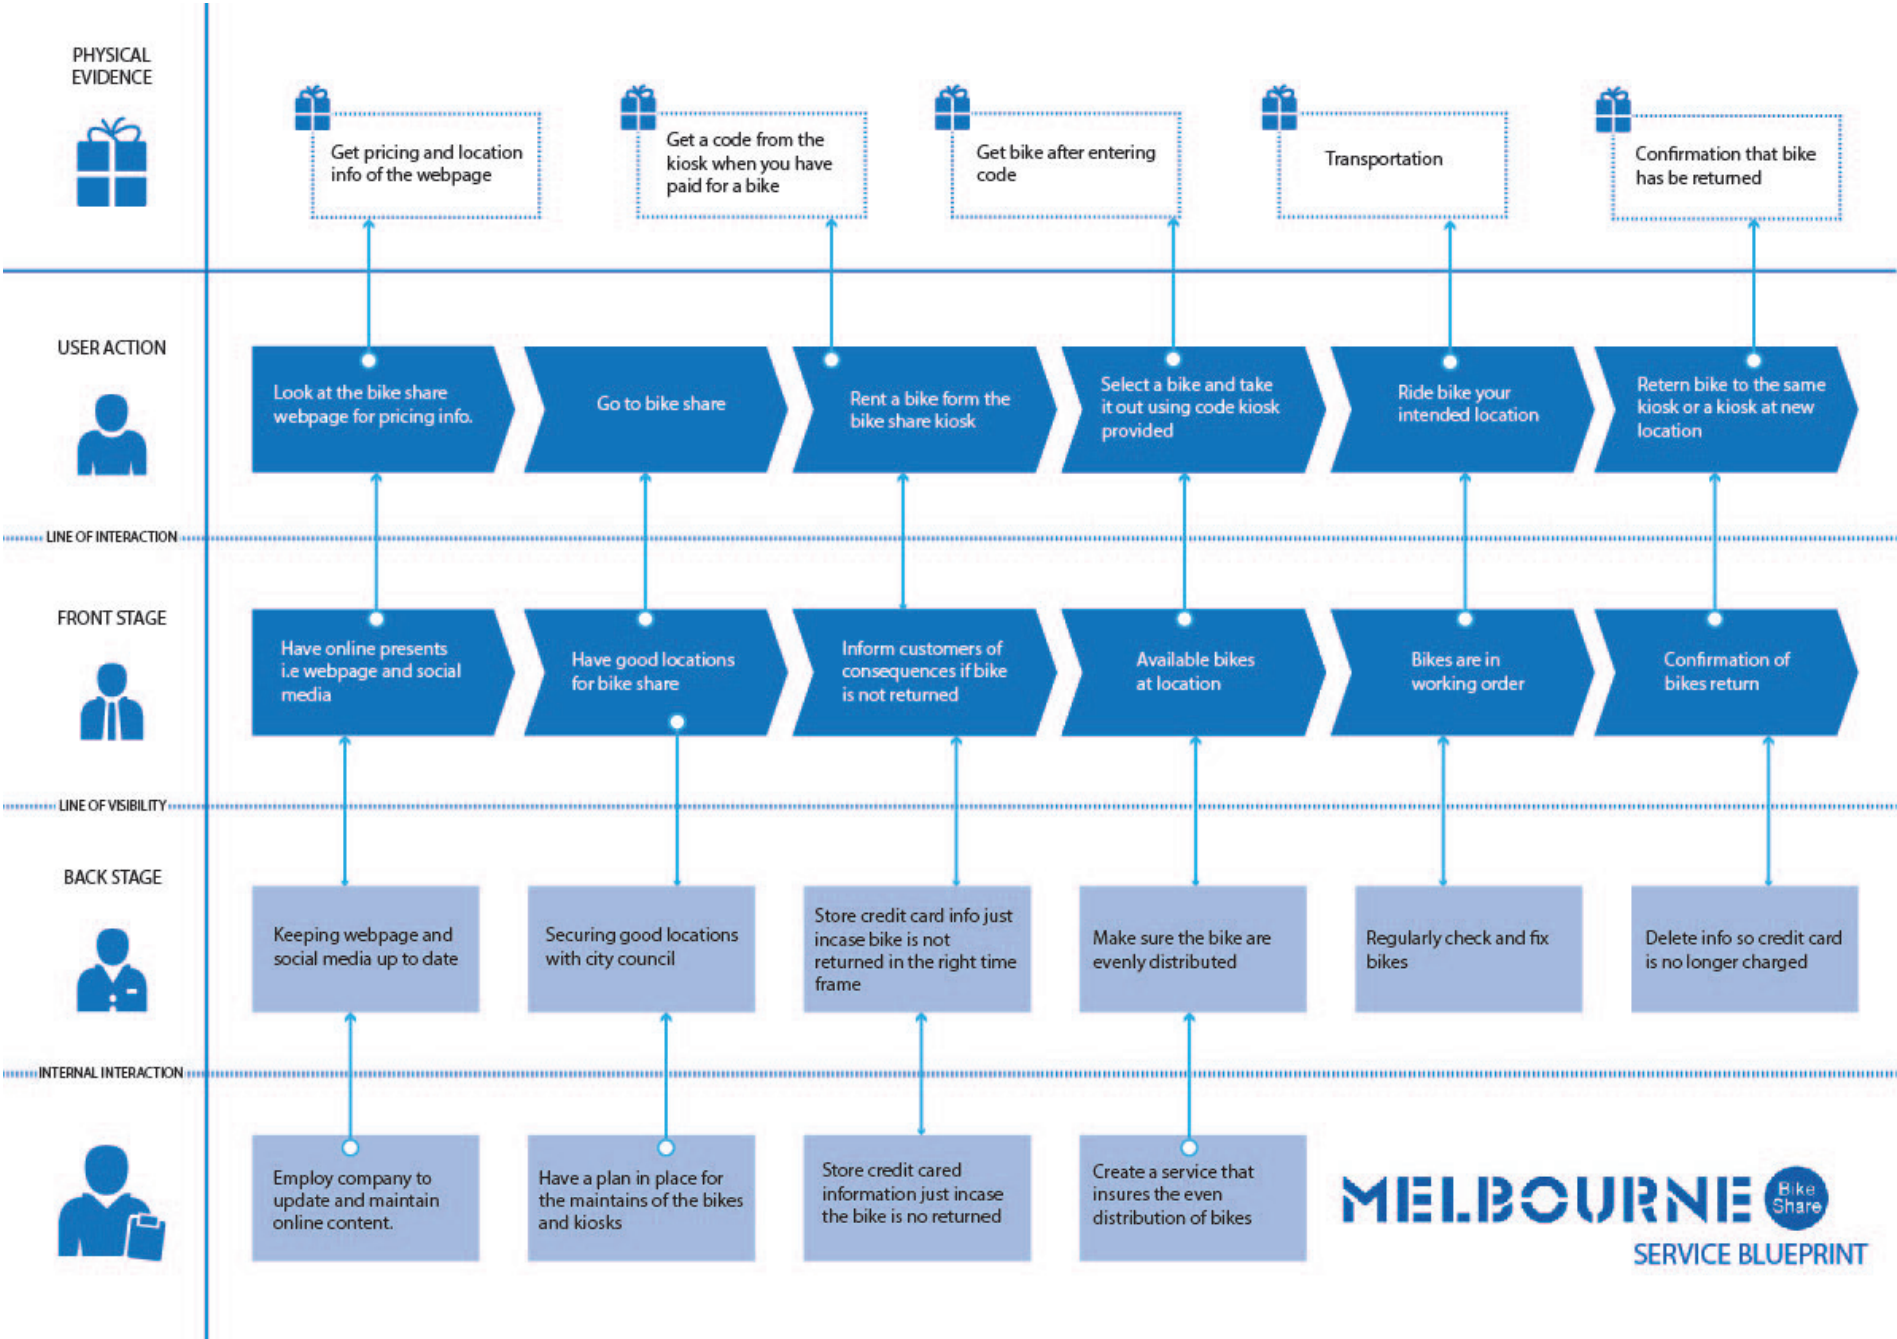 PHYSICAL
EVIDENCE
Get pricing and location
info of the webpage
Get a code from the
kiosk when you have
paid for a bike
Get bike after entering
code
Transportation
Confirmation that bike
has be returned
USER ACTION
Look at the bike share
webpage for pricing info.
Go to bike share
Rent a bike form the
bike share kiosk
Select a bike and take
it out using code kiosk
provided
Ride bike your
intended location
Retern bike to the same
kiosk or a kiosk at new
location
LINE OF INTERACTION
FRONT STAGE
Have online presents
i.e webpage and social
media
Have good locations
for bike share
Inform customers of
consequences if bike
is not returned
Available bikes
at location
Bikes are in
working order
Confirmation of
bikes return
LINE OF VISIBILITY
BACK STAGE
Keeping webpage and
social media up to date
Securing good locations
with city council
Store credit card info just
incase bike is not
returned in the right time
frame
Make sure the bike are
evenly distributed
Regularly check and fix
bikes
Delete info so credit card
is no longer charged
INTERNAL INTERACTION
Employ company to
update and maintain
online content.
Have a plan in place for
the maintains of the bikes
and kiosks
Store credit cared
information just incase
the bike is no returned
Create a service that
insures the even
distribution of bikes
MELBOURNE
Bike
Share
SERVICE BLUEPRINT